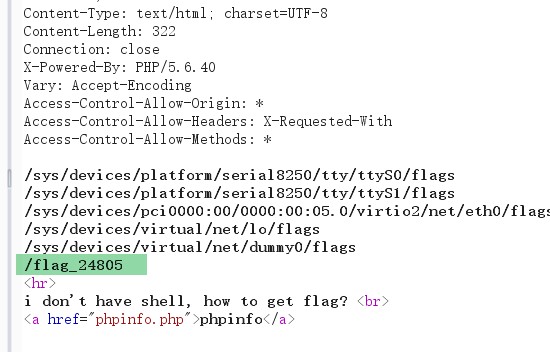 Content-Type: text/html; charset=UTF-8
Content-Length: 322
Connection: close
X-Powered-By: PHP/5.6.40
Vary: Accept-Encoding
Access-Control-Allow-Origin: *
Access-Control-Allow-Headers: X-Requested-With
Access-Control-Allow-Methods: *

/sys/devices/platform/serial8250/tty/ttyS0/flags
/sys/devices/platform/serial8250/tty/ttyS1/flags
/sys/devices/pci0000:00/0000:00:05.0/virtio2/net/eth0/flags
/sys/devices/virtual/net/lo/flags
/sys/devices/virtual/net/dummy0/flags
/flag_24805
<hr>
i don't have shell, how to get flag? <br>
<a href="phpinfo.php">phpinfo</a>